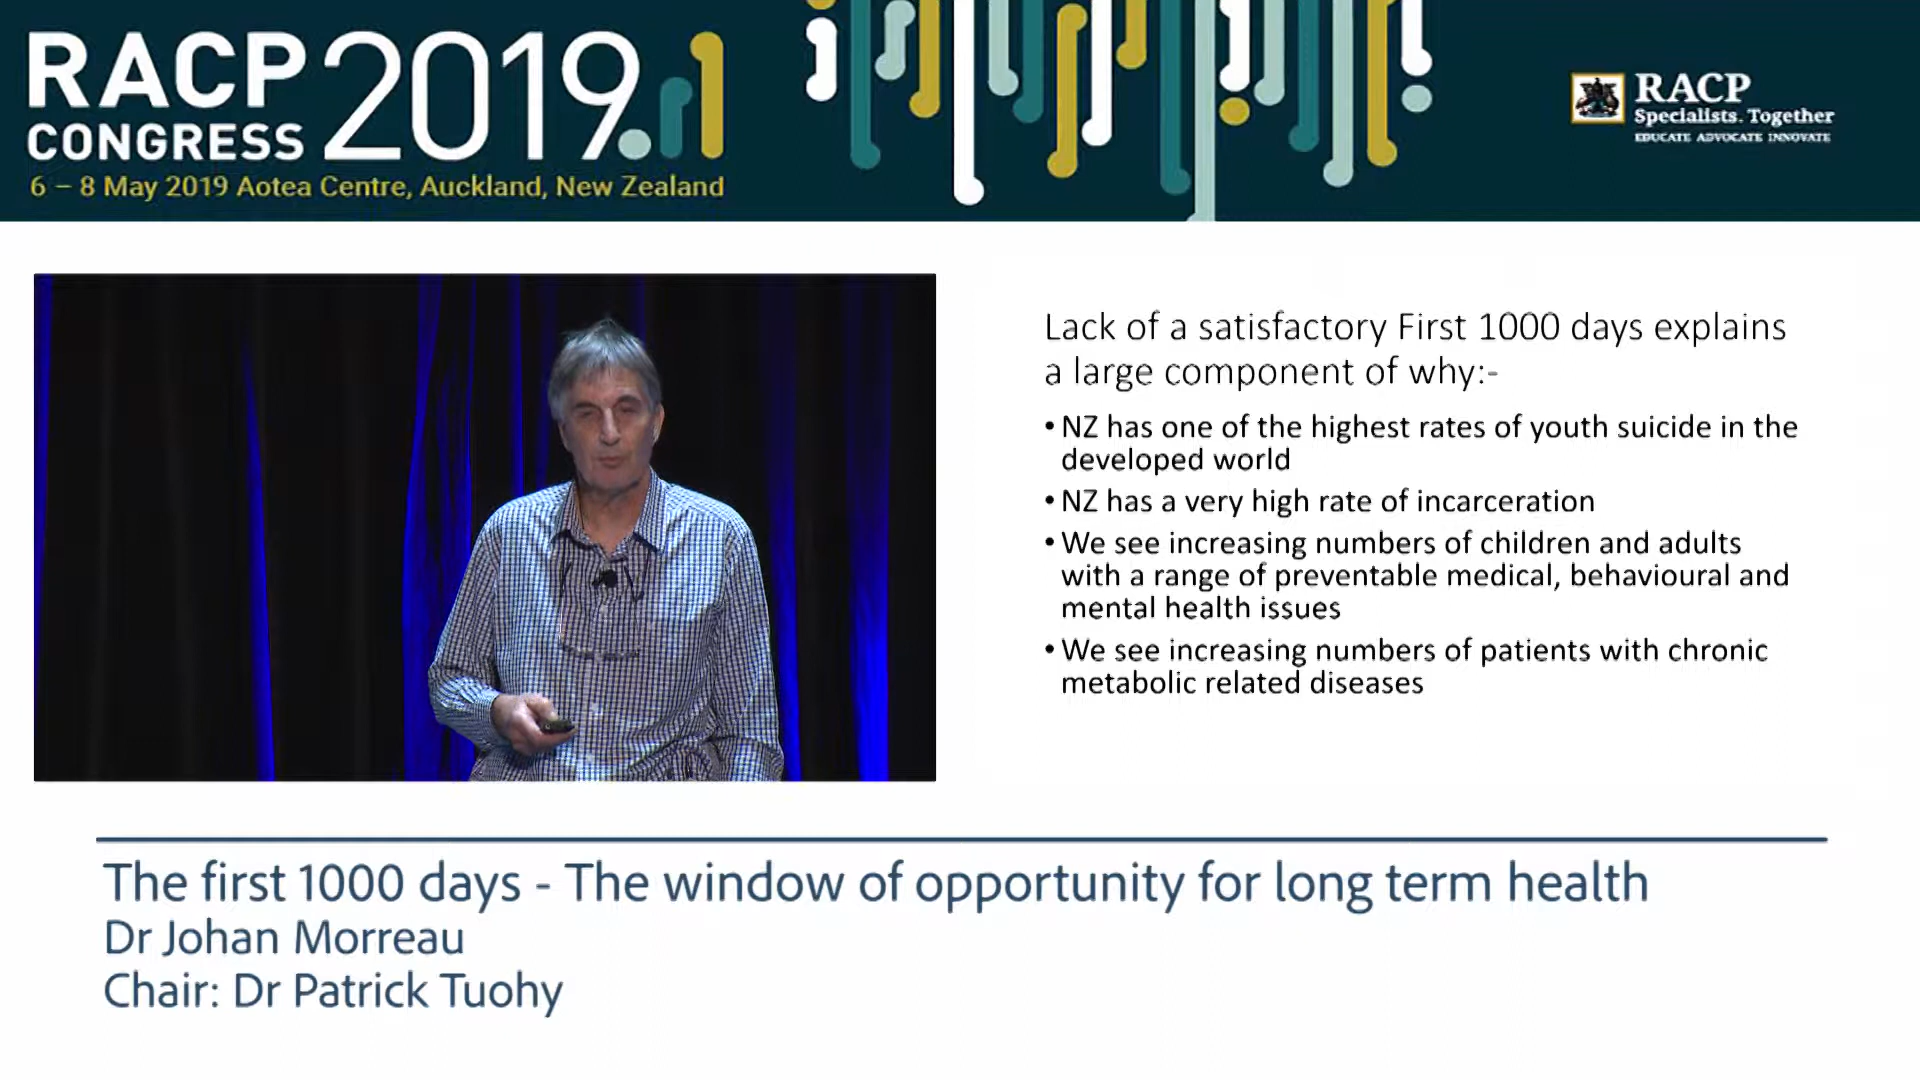 RACP
CONGRESS
2019
6 – 8 May 2019 Aotea Centre, Auckland, New Zealand
RACP
Specialists. Together
EDUCATE ADVOCATE INNOVATE
Lack of a satisfactory First 1000 days explains
a large component of why:-
• NZ has one of the highest rates of youth suicide in the
developed world
• NZ has a very high rate of incarceration
• We see increasing numbers of children and adults
with a range of preventable medical, behavioural and
mental health issues
• We see increasing numbers of patients with chronic
metabolic related diseases
The first 1000 days - The window of opportunity for long term health
Dr Johan Morreau
Chair: Dr Patrick Tuohy